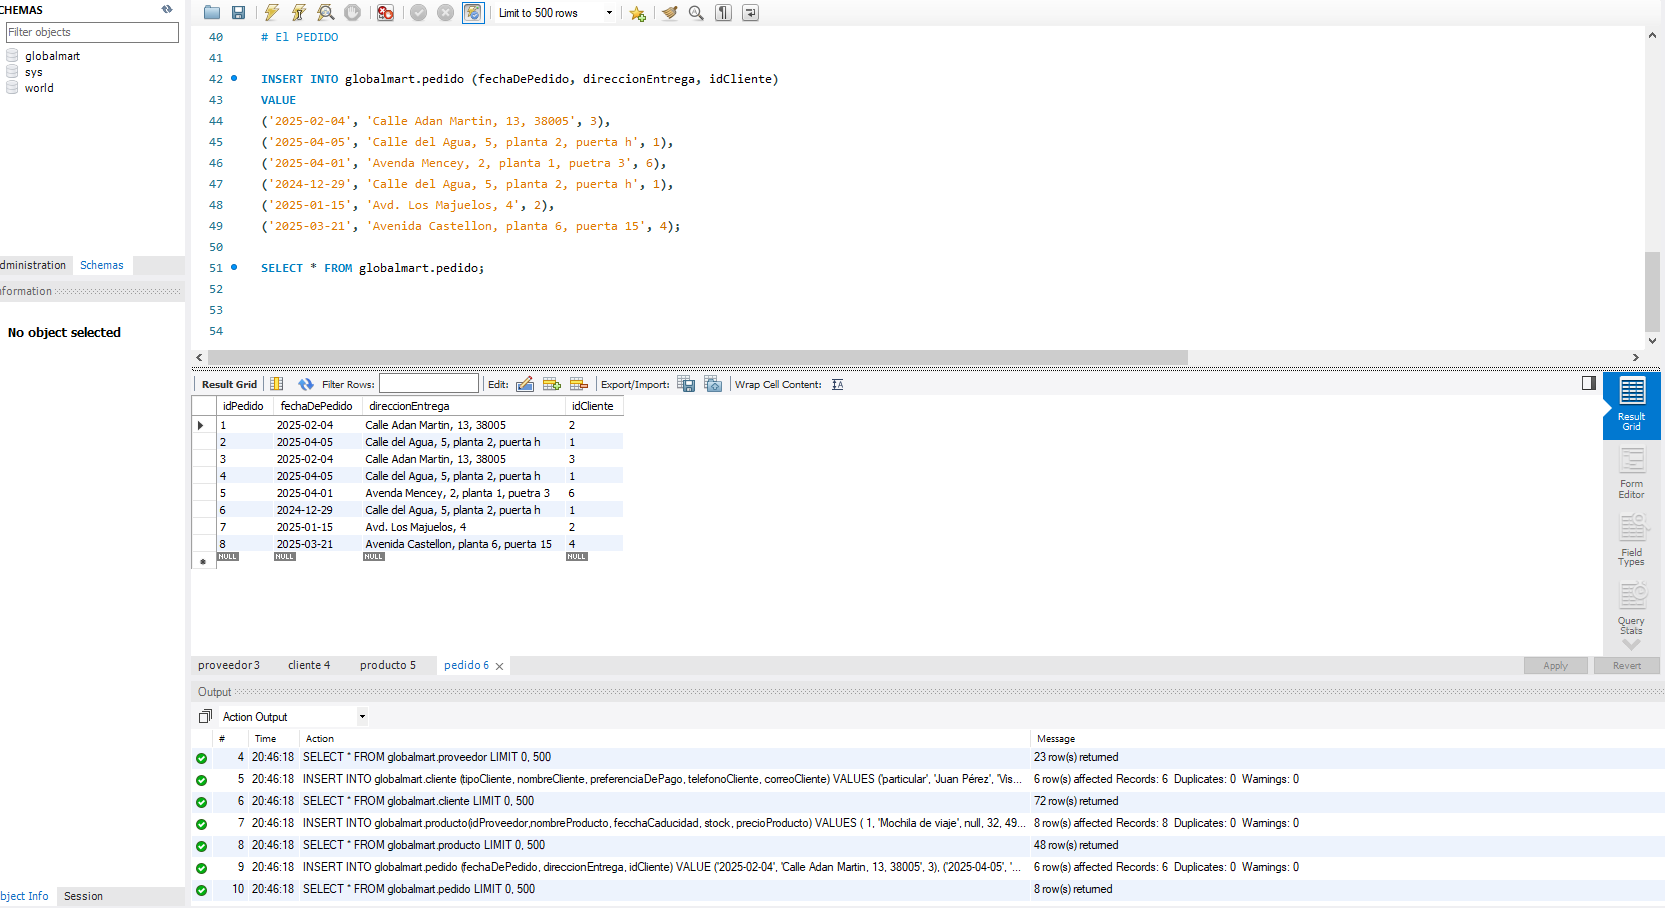 CHEMAS
Filter objects
globalmart
sys
world
dministration Schemas
nformation
No object selected
bject Info Session
Limit to 500 rows
40 # El PEDIDO
41
42 INSERT INTO globalmart.pedido (fechaDePedido, direccionEntrega, idCliente)
43 VALUE
44 ('2025-02-04', 'Calle Adan Martin, 13, 38005', 3),
45 ('2025-04-05', 'Calle del Agua, 5, planta 2, puerta h', 1),
46 ('2025-04-01', 'Avenda Mencey, 2, planta 1, puetra 3', 6),
47 ('2024-12-29', 'Calle del Agua, 5, planta 2, puerta h', 1),
48 ('2025-01-15', 'Avd. Los Majuelos, 4', 2),
49 ('2025-03-21', 'Avenida Castellon, planta 6, puerta 15', 4);
50
51 SELECT * FROM globalmart.pedido;
52
53
54
Result Grid Filter Rows: Edit: Export/Import: Wrap Cell Content: IA
idPedido fechaDePedido direccionEntrega idCliente
1 2025-02-04 Calle Adan Martin, 13, 38005 2
2 2025-04-05 Calle del Agua, 5, planta 2, puerta h 1
3 2025-02-04 Calle Adan Martin, 13, 38005 3
4 2025-04-05 Calle del Agua, 5, planta 2, puerta h 1
5 2025-04-01 Avenda Mencey, 2, planta 1, puetra 3 6
6 2024-12-29 Calle del Agua, 5, planta 2, puerta h 1
7 2025-01-15 Avd. Los Majuelos, 4 2
8 2025-03-21 Avenida Castellon, planta 6, puerta 15 4
NULL NULL NULL NULL
Result
Grid
Form
Editor
Field
Types
Query
Stats
proveedor 3 cliente 4 producto 5 pedido 6 Apply Revert
Output
Action Output
# Time Action Message
4 20:46:18 SELECT * FROM globalmart.proveedor LIMIT 0, 500 23 row(s) returned
5 20:46:18 INSERT INTO globalmart.cliente (tipoCliente, nombreCliente, preferenciaDePago, telefonoCliente, correoCliente) VALUES ('particular', 'Juan Pérez', 'Vis... 6 row(s) affected Records: 6 Duplicates: 0 Warnings: 0
6 20:46:18 SELECT * FROM globalmart.cliente LIMIT 0, 500 72 row(s) returned
7 20:46:18 INSERT INTO globalmart.producto(idProveedor,nombreProducto, fecchaCaducidad, stock, precioProducto) VALUES ( 1, 'Mochila de viaje', null, 32, 49... 8 row(s) affected Records: 8 Duplicates: 0 Warnings: 0
8 20:46:18 SELECT * FROM globalmart.producto LIMIT 0, 500 48 row(s) returned
9 20:46:18 INSERT INTO globalmart.pedido (fechaDePedido, direccionEntrega, idCliente) VALUE ('2025-02-04', 'Calle Adan Martin, 13, 38005', 3), ('2025-04-05', '... 6 row(s) affected Records: 6 Duplicates: 0 Warnings: 0
10 20:46:18 SELECT * FROM globalmart.pedido LIMIT 0, 500 8 row(s) returned